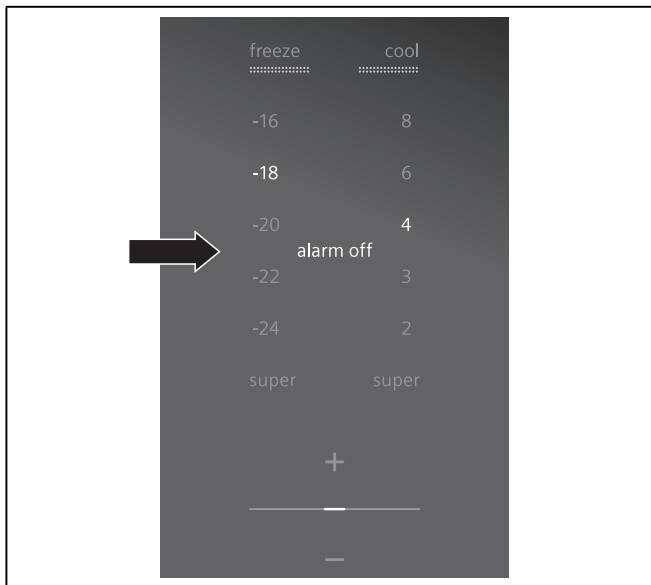 freeze cool
-16 8
-18 6
-20 4
alarm off
-22 3
-24 2
super super
+
−